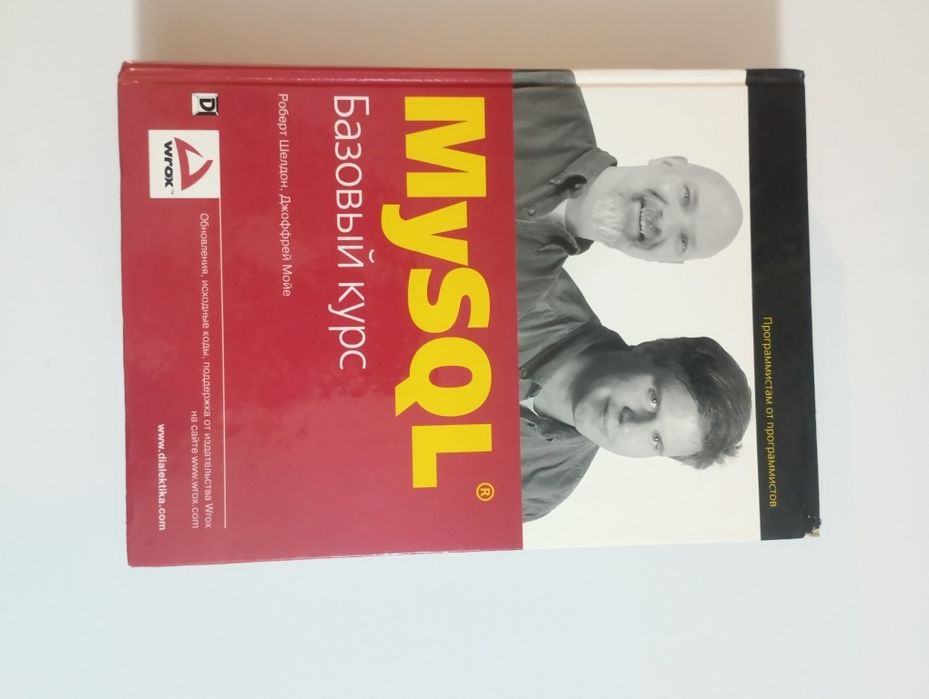 Программистам от программистов
MySQL®
Базовый курс
Роберт Шелдон, Джоффрей Мойе
Обновления, исходные коды, поддержка от издательства Wrox
на сайте www.wrox.com
wrox™
D
www.dialektika.com